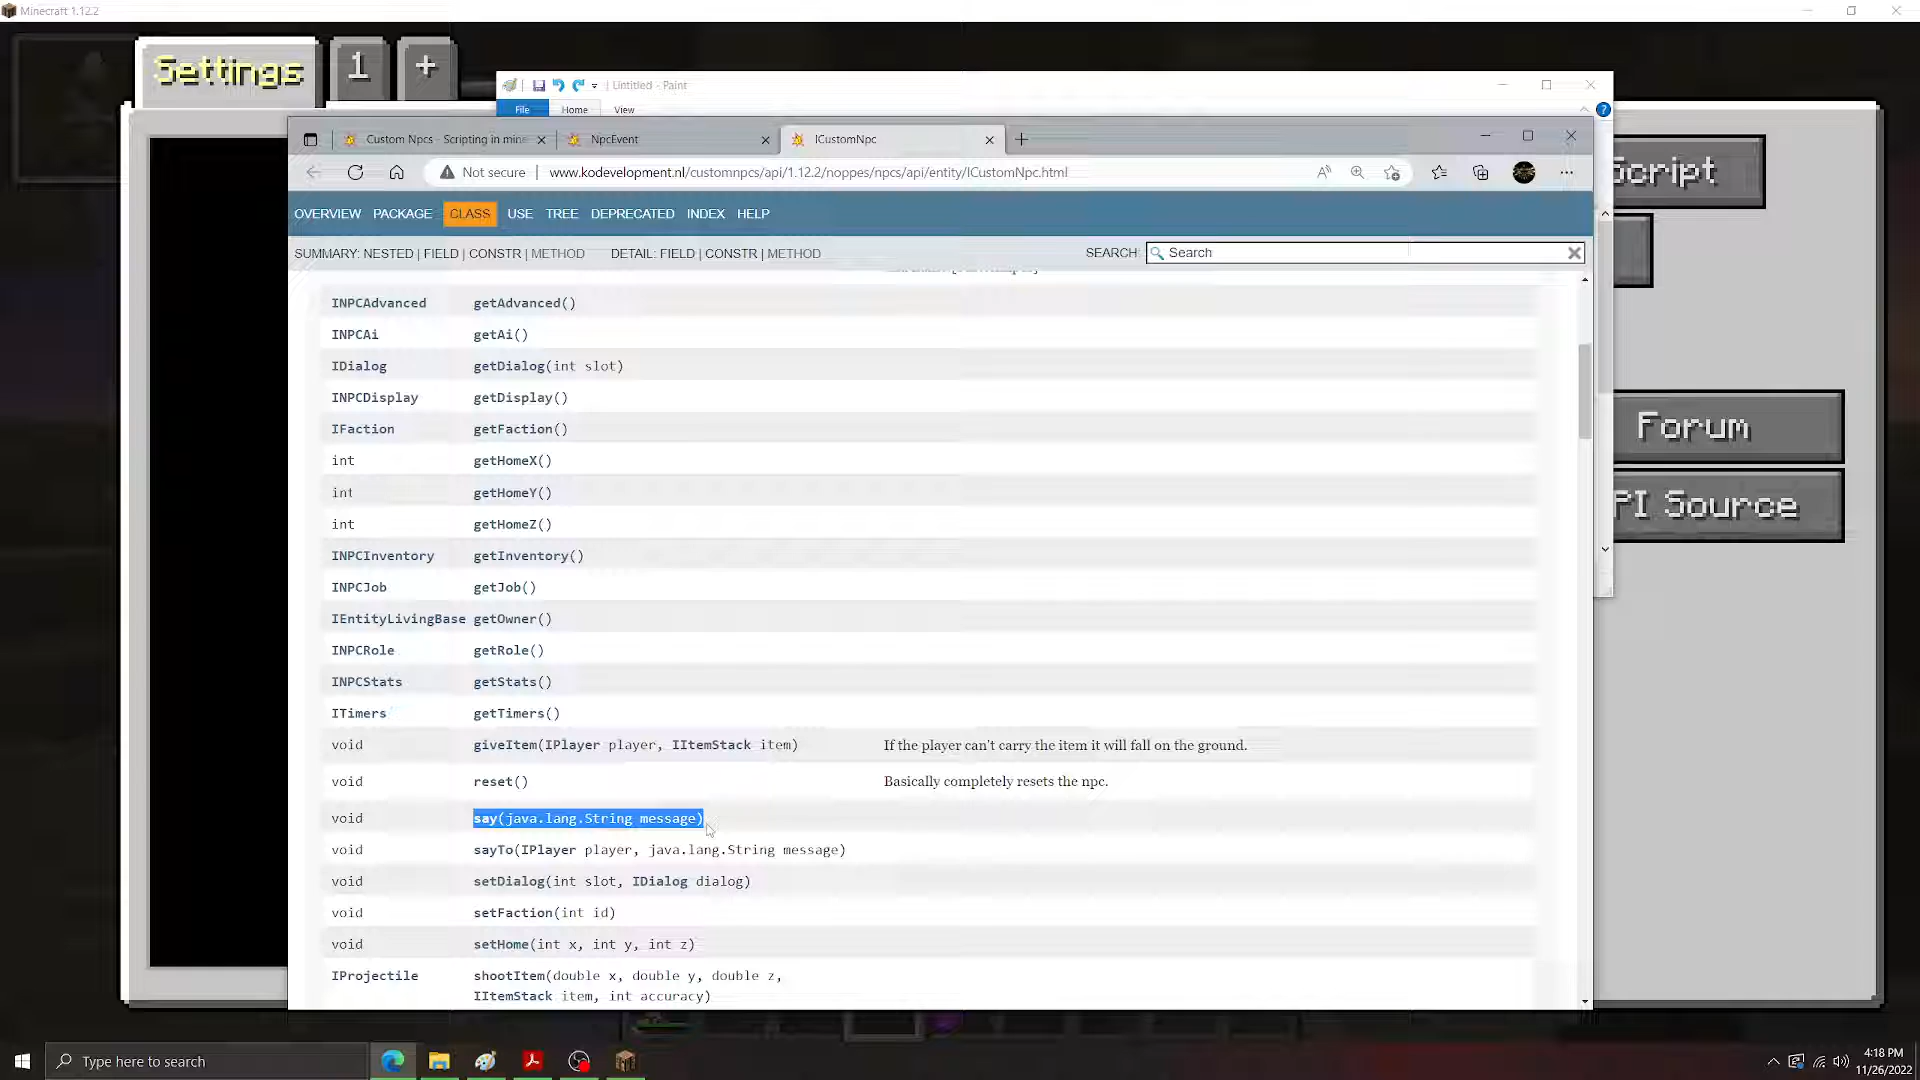 Minecraft 1.12.2
Settings 1 +
Untitled - Paint
File Home View
Custom Npcs - Scripting in mine
NpcEvent
ICustomNpc
Not secure
www.kodevelopment.nl/customnpcs/api/1.12.2/noppes/npcs/api/entity/ICustomNpc.html
OVERVIEW PACKAGE CLASS USE TREE DEPRECATED INDEX HELP
SUMMARY: NESTED | FIELD | CONSTR | METHOD DETAIL: FIELD | CONSTR | METHOD
SEARCH: Search
INPCAdvanced getAdvanced()
INPCAi getAi()
IDialog getDialog(int slot)
INPCDisplay getDisplay()
IFaction getFaction()
int getHomeX()
int getHomeY()
int getHomeZ()
INPCInventory getInventory()
INPCJob getJob()
IEntityLivingBase getOwner()
INPCRole getRole()
INPCStats getStats()
ITimers getTimers()
void giveItem(IPlayer player, IItemStack item) If the player can't carry the item it will fall on the ground.
void reset() Basically completely resets the npc.
void say(java.lang.String message)
void sayTo(IPlayer player, java.lang.String message)
void setDialog(int slot, IDialog dialog)
void setFaction(int id)
void setHome(int x, int y, int z)
IProjectile shootItem(double x, double y, double z,
IItemStack item, int accuracy)
Script
Forum
PI Source
Type here to search
4:18 PM
11/26/2022